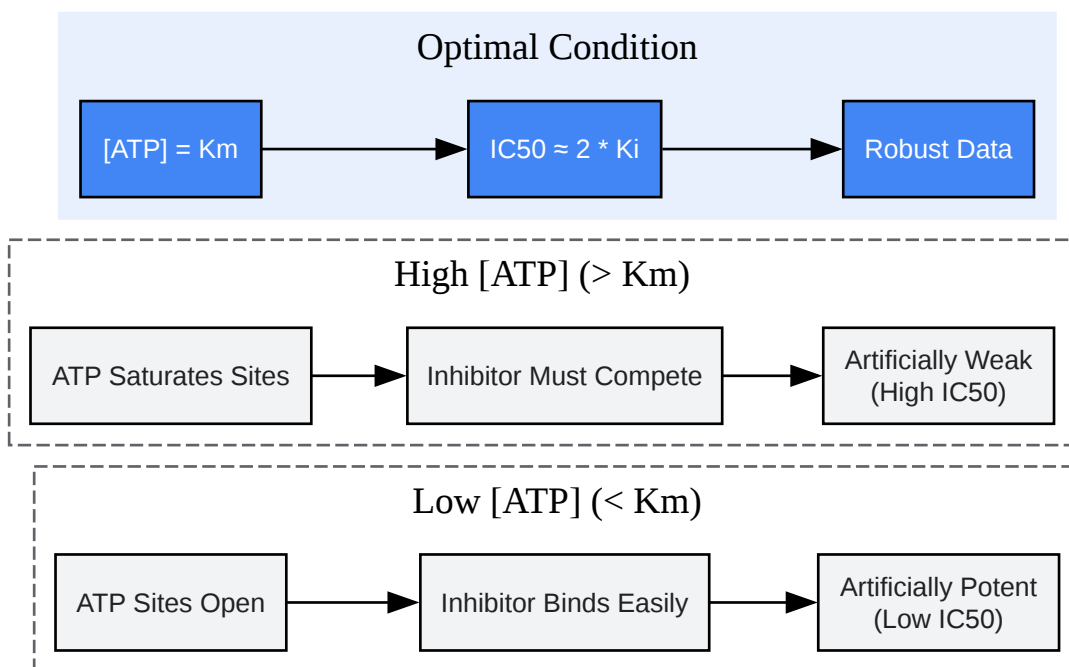 Optimal Condition
[ATP] = Km
IC50 ≈ 2 * Ki
Robust Data
High [ATP] (> Km)
ATP Saturates Sites
Inhibitor Must Compete
Artificially Weak
(High IC50)
Low [ATP] (< Km)
ATP Sites Open
Inhibitor Binds Easily
Artificially Potent
(Low IC50)